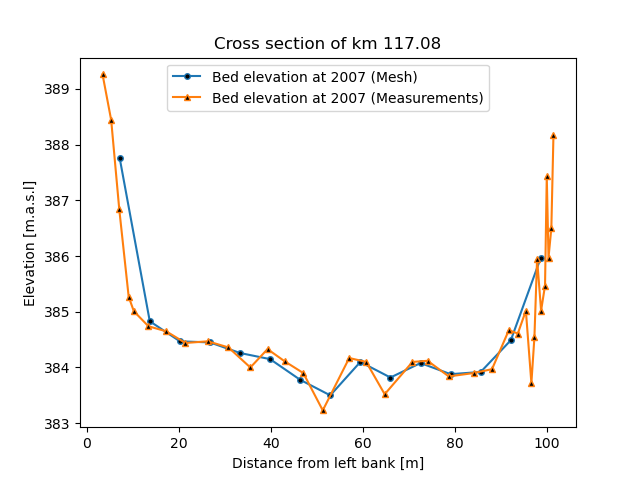 Cross section of km 117.08
Bed elevation at 2007 (Mesh)
Bed elevation at 2007 (Measurements)
Elevation [m.a.s.l]
389
388
387
386
385
384
383
0 20 40 60 80 100
Distance from left bank [m]